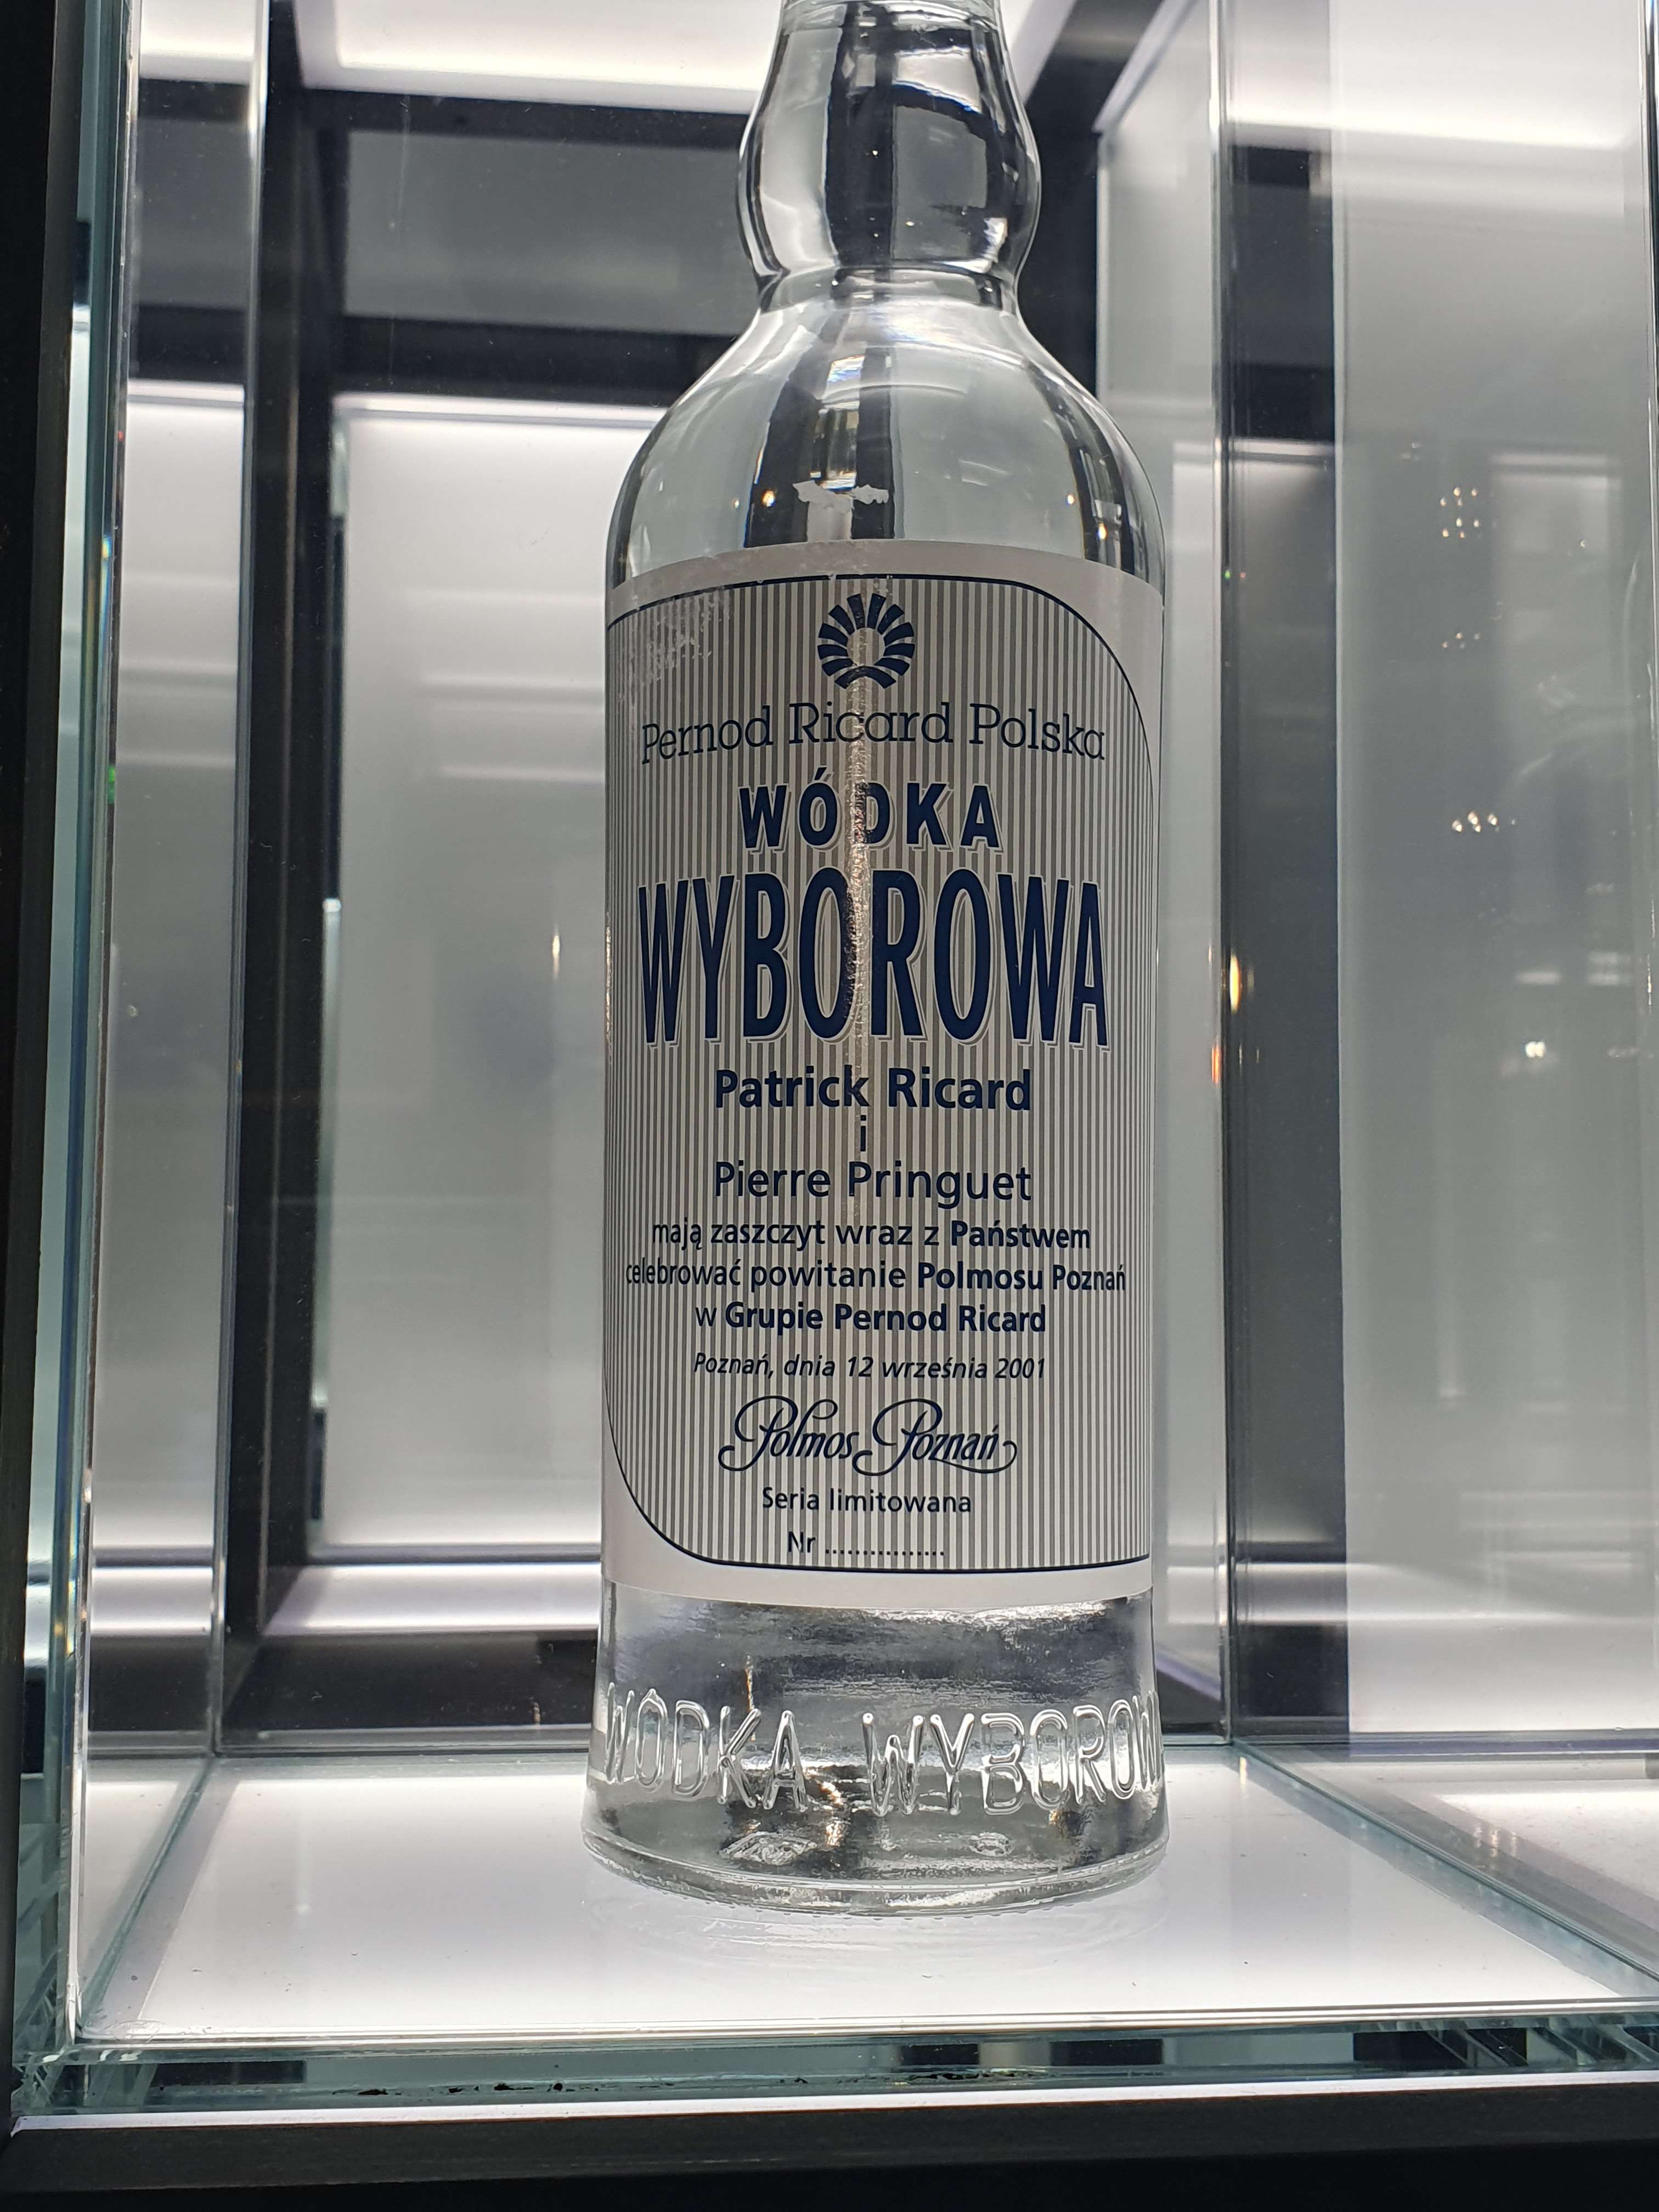 Pernod Ricard Polska
WÓDKA
WYBOROWA
Patrick Ricard
i
Pierre Pringuet
mają zaszczyt wraz z Państwem
celebrować powitanie Polmosu Poznań
w Grupie Pernod Ricard
Poznań, dnia 12 września 2001
Polmos Poznań
Seria limitowana
Nr ................
WÓDKA WYBOROW